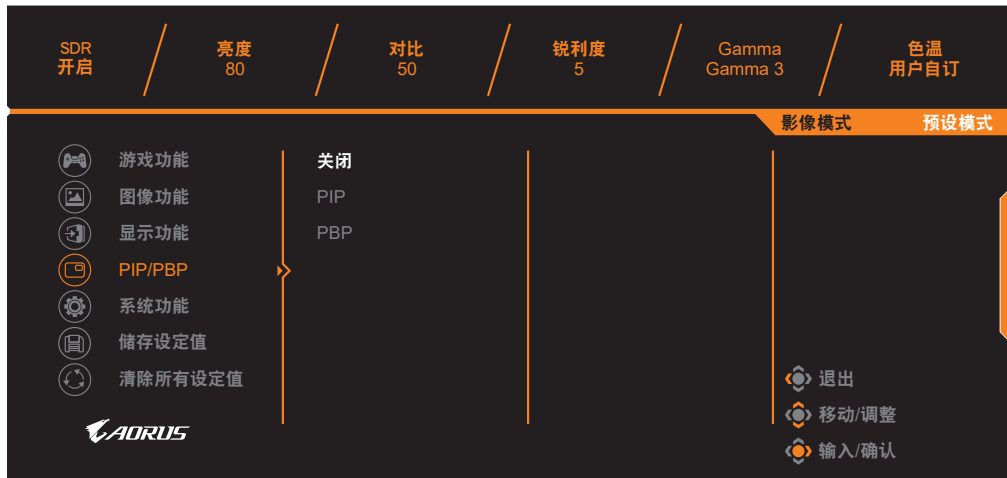 SDR
开启
亮度
80
对比
50
锐利度
5
Gamma
Gamma 3
色温
用户自订
影像模式 预设模式
游戏功能
图像功能
显示功能
PIP/PBP
系统功能
储存设定值
清除所有设定值
关闭
PIP
PBP
退出
移动/调整
输入/确认
AORUS